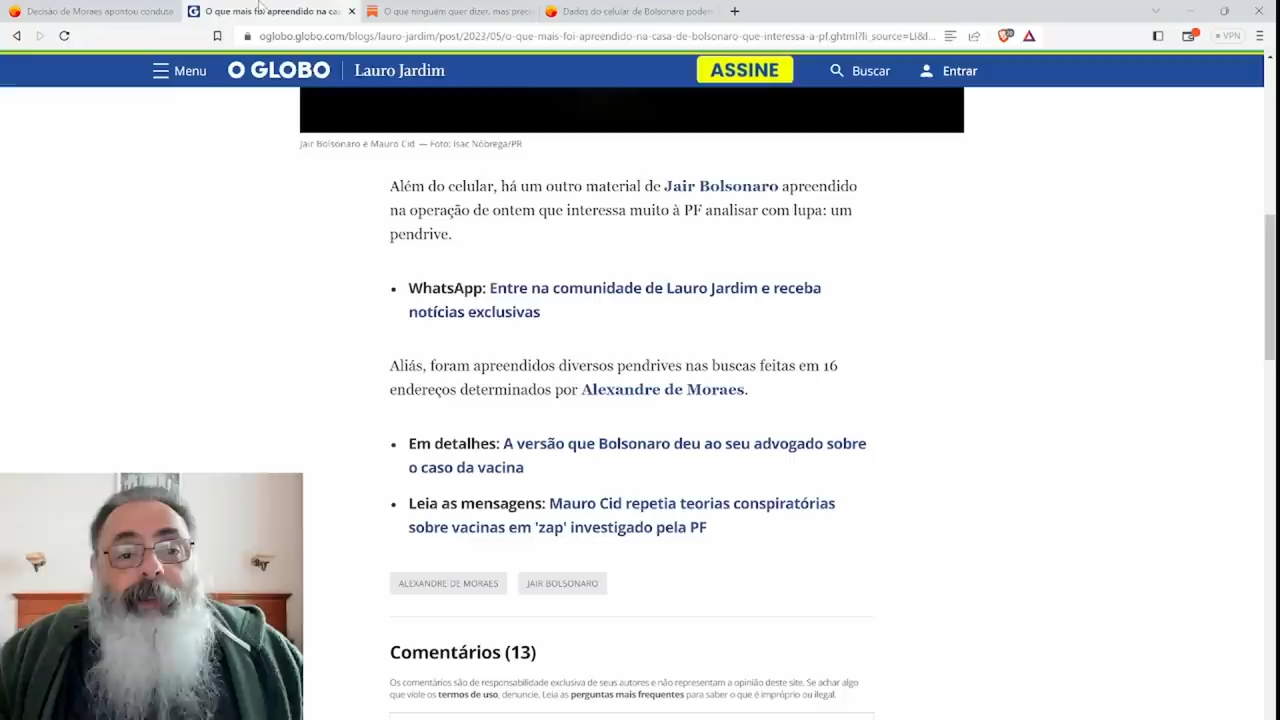 Decisão de Moraes apontou conduta
O que mais foi apreendido na ca
O que ninguém quer dizer, mas preci
Dados do celular de Bolsonaro podem
oglobo.globo.com/blogs/lauro-jardim/post/2023/05/o-que-mais-foi-apreendido-na-casa-de-bolsonaro-que-interessa-a-pf.ghtml?li_source=LI&l...
VPN
Menu
O GLOBO
Lauro Jardim
ASSINE
Buscar
Entrar
Jair Bolsonaro e Mauro Cid — Foto: Isac Nóbrega/PR
Além do celular, há um outro material de Jair Bolsonaro apreendido
na operação de ontem que interessa muito à PF analisar com lupa: um
pendrive.
• WhatsApp: Entre na comunidade de Lauro Jardim e receba
notícias exclusivas
Aliás, foram apreendidos diversos pendrives nas buscas feitas em 16
endereços determinados por Alexandre de Moraes.
• Em detalhes: A versão que Bolsonaro deu ao seu advogado sobre
o caso da vacina
• Leia as mensagens: Mauro Cid repetia teorias conspiratórias
sobre vacinas em 'zap' investigado pela PF
ALEXANDRE DE MORAES
JAIR BOLSONARO
Comentários (13)
Os comentários são de responsabilidade exclusiva de seus autores e não representam a opinião deste site. Se achar algo
que viole os termos de uso, denuncie. Leia as perguntas mais frequentes para saber o que é impróprio ou ilegal.